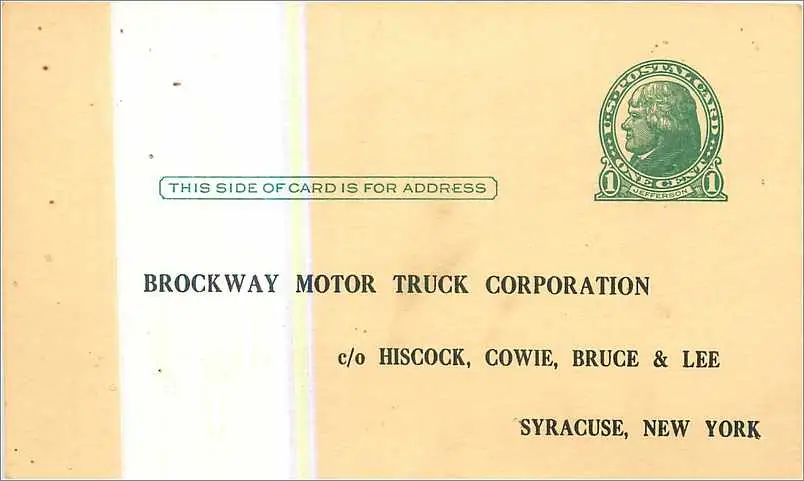 U.S. POSTAL CARD
ONE CENT
1 JEFFERSON 1
THIS SIDE OF CARD IS FOR ADDRESS
BROCKWAY MOTOR TRUCK CORPORATION
c/o HISCOCK, COWIE, BRUCE & LEE
SYRACUSE, NEW YORK